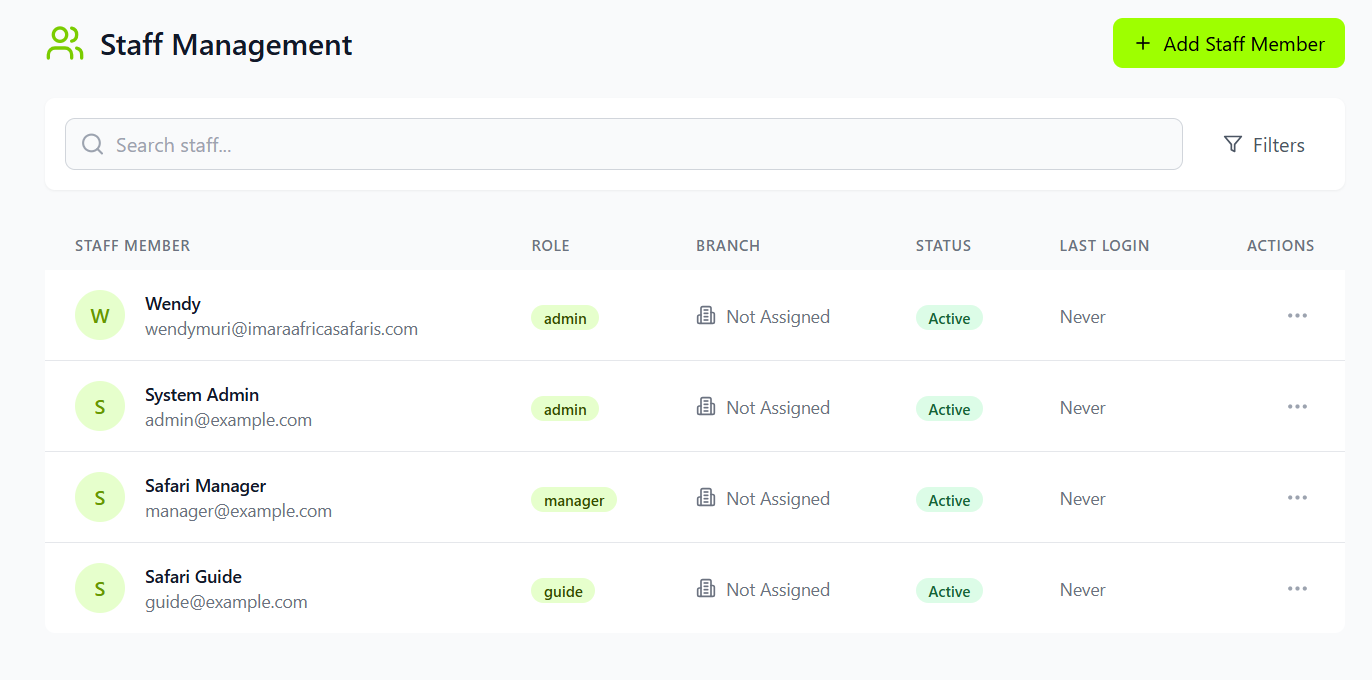 Staff Management
+ Add Staff Member
Search staff...
Filters
STAFF MEMBER ROLE BRANCH STATUS LAST LOGIN ACTIONS
W Wendy
wendymuri@imaraafricasafaris.com
admin Not Assigned Active Never
S System Admin
admin@example.com
admin Not Assigned Active Never
S Safari Manager
manager@example.com
manager Not Assigned Active Never
S Safari Guide
guide@example.com
guide Not Assigned Active Never